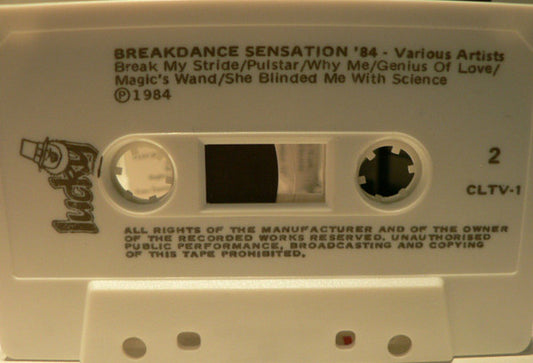 BREAKDANCE SENSATION '84 - Various Artists
Break My Stride/Pulstar/Why Me/Genius Of Love/
Magic's Wand/She Blinded Me With Science
℗1984
lucky
2
CLTV-1
ALL RIGHTS OF THE MANUFACTURER AND OF THE OWNER
OF THE RECORDED WORKS RESERVED. UNAUTHORISED
PUBLIC PERFORMANCE, BROADCASTING AND COPYING
OF THIS TAPE PROHIBITED.